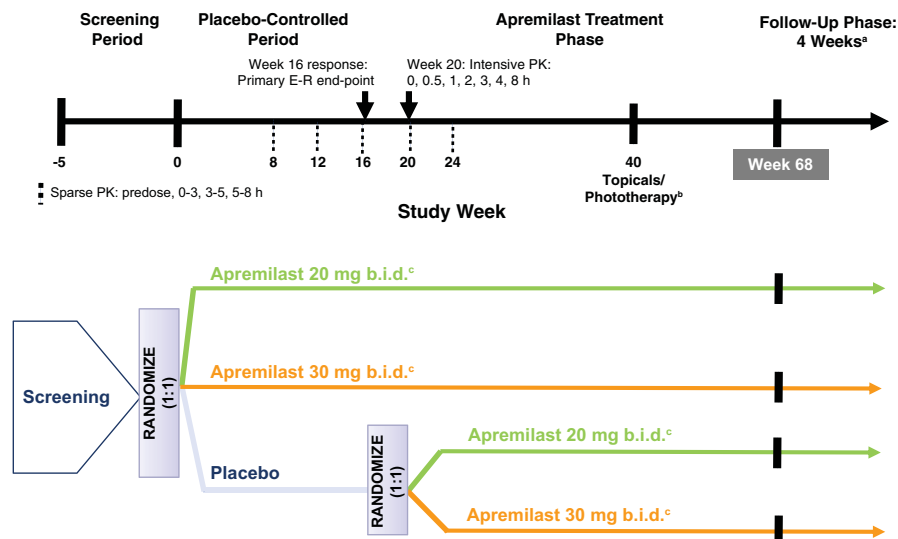 Screening
Period
Placebo-Controlled
Period
Apremilast Treatment
Phase
Follow-Up Phase:
4 Weeksᵃ
Week 16 response:
Primary E-R end-point
Week 20: Intensive PK:
0, 0.5, 1, 2, 3, 4, 8 h
-5
0
8
12
16
20
24
40
Topicals/
Phototherapyᵇ
Week 68
Sparse PK: predose, 0-3, 3-5, 5-8 h
Study Week
Apremilast 20 mg b.i.d.ᶜ
Screening
RANDOMIZE
(1:1)
Apremilast 30 mg b.i.d.ᶜ
Placebo
RANDOMIZE
(1:1)
Apremilast 20 mg b.i.d.ᶜ
Apremilast 30 mg b.i.d.ᶜ